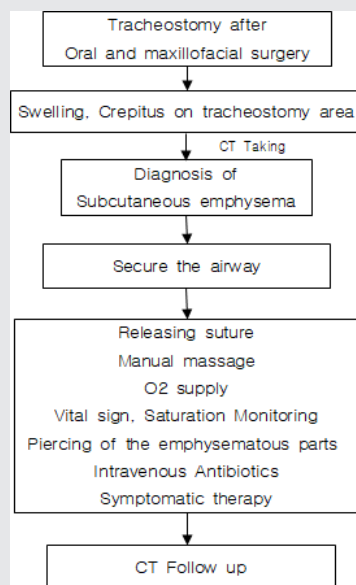 Tracheostomy after
Oral and maxillofacial surgery
Swelling, Crepitus on tracheostomy area
CT Taking
Diagnosis of
Subcutaneous emphysema
Secure the airway
Releasing suture
Manual massage
O2 supply
Vital sign, Saturation Monitoring
Piercing of the emphysematous parts
Intravenous Antibiotics
Symptomatic therapy
CT Follow up